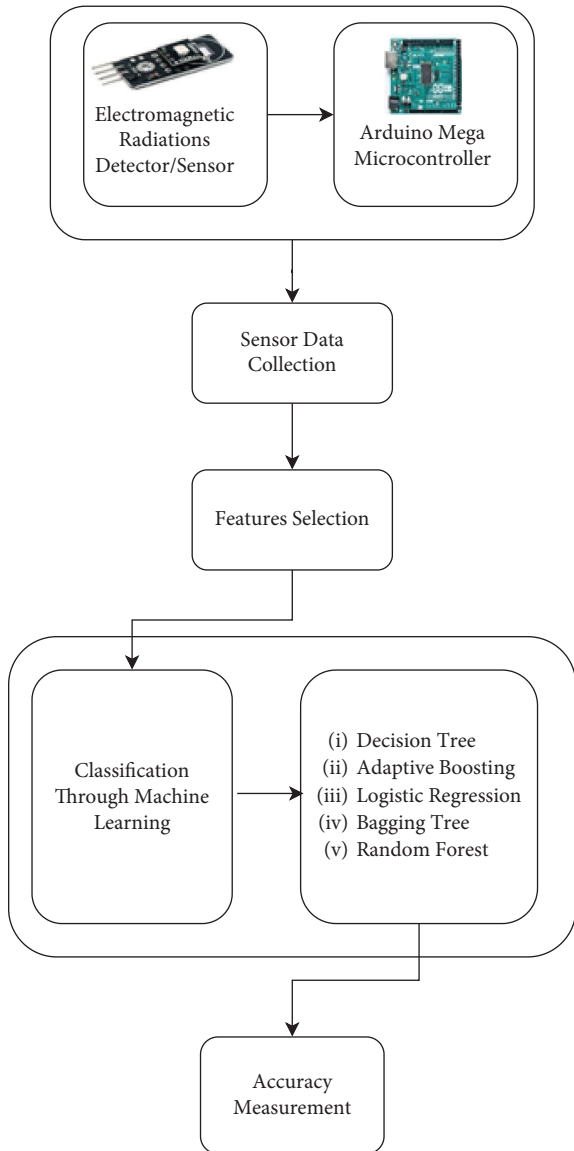 Electromagnetic
Radiations
Detector/Sensor
Arduino Mega
Microcontroller
Sensor Data
Collection
Features Selection
Classification
Through Machine
Learning
(i) Decision Tree
(ii) Adaptive Boosting
(iii) Logistic Regression
(iv) Bagging Tree
(v) Random Forest
Accuracy
Measurement